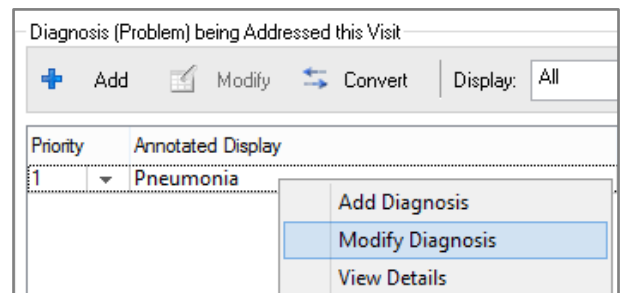 Diagnosis (Problem) being Addressed this Visit
Add Modify Convert Display: All
Priority Annotated Display
1 Pneumonia
Add Diagnosis
Modify Diagnosis
View Details